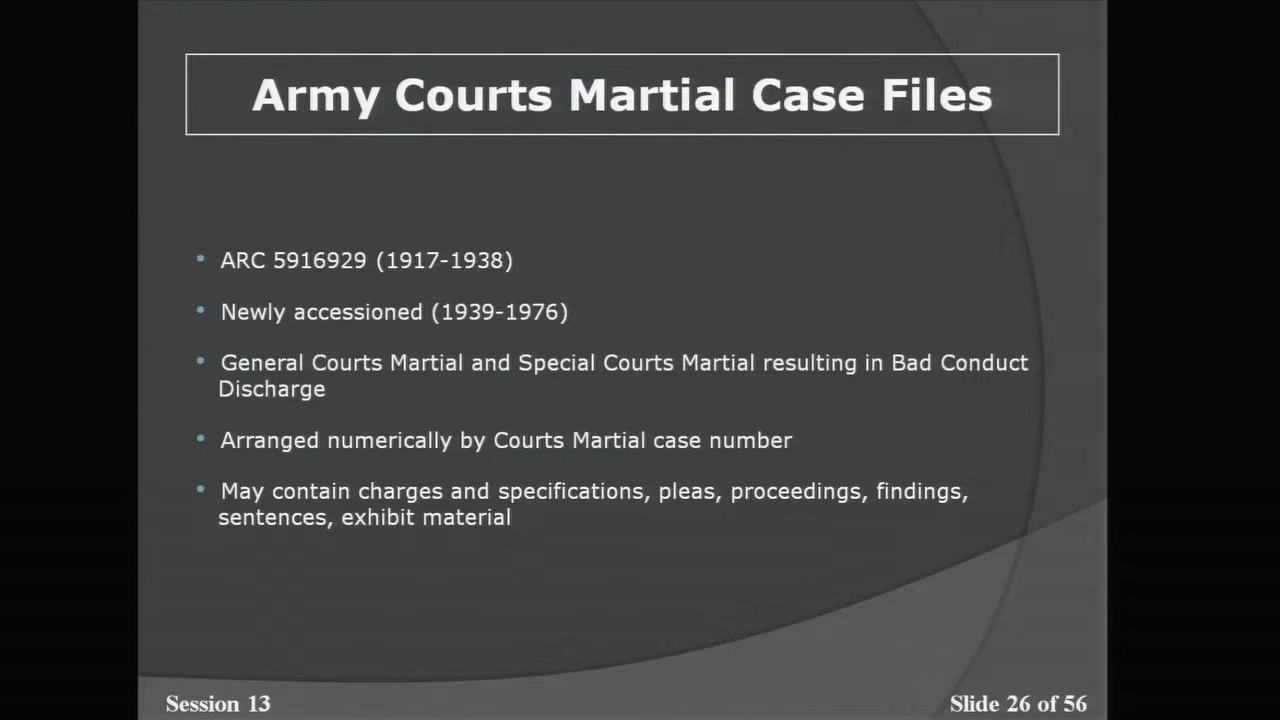 Army Courts Martial Case Files
• ARC 5916929 (1917-1938)
• Newly accessioned (1939-1976)
• General Courts Martial and Special Courts Martial resulting in Bad Conduct
Discharge
• Arranged numerically by Courts Martial case number
• May contain charges and specifications, pleas, proceedings, findings,
sentences, exhibit material
Session 13
Slide 26 of 56